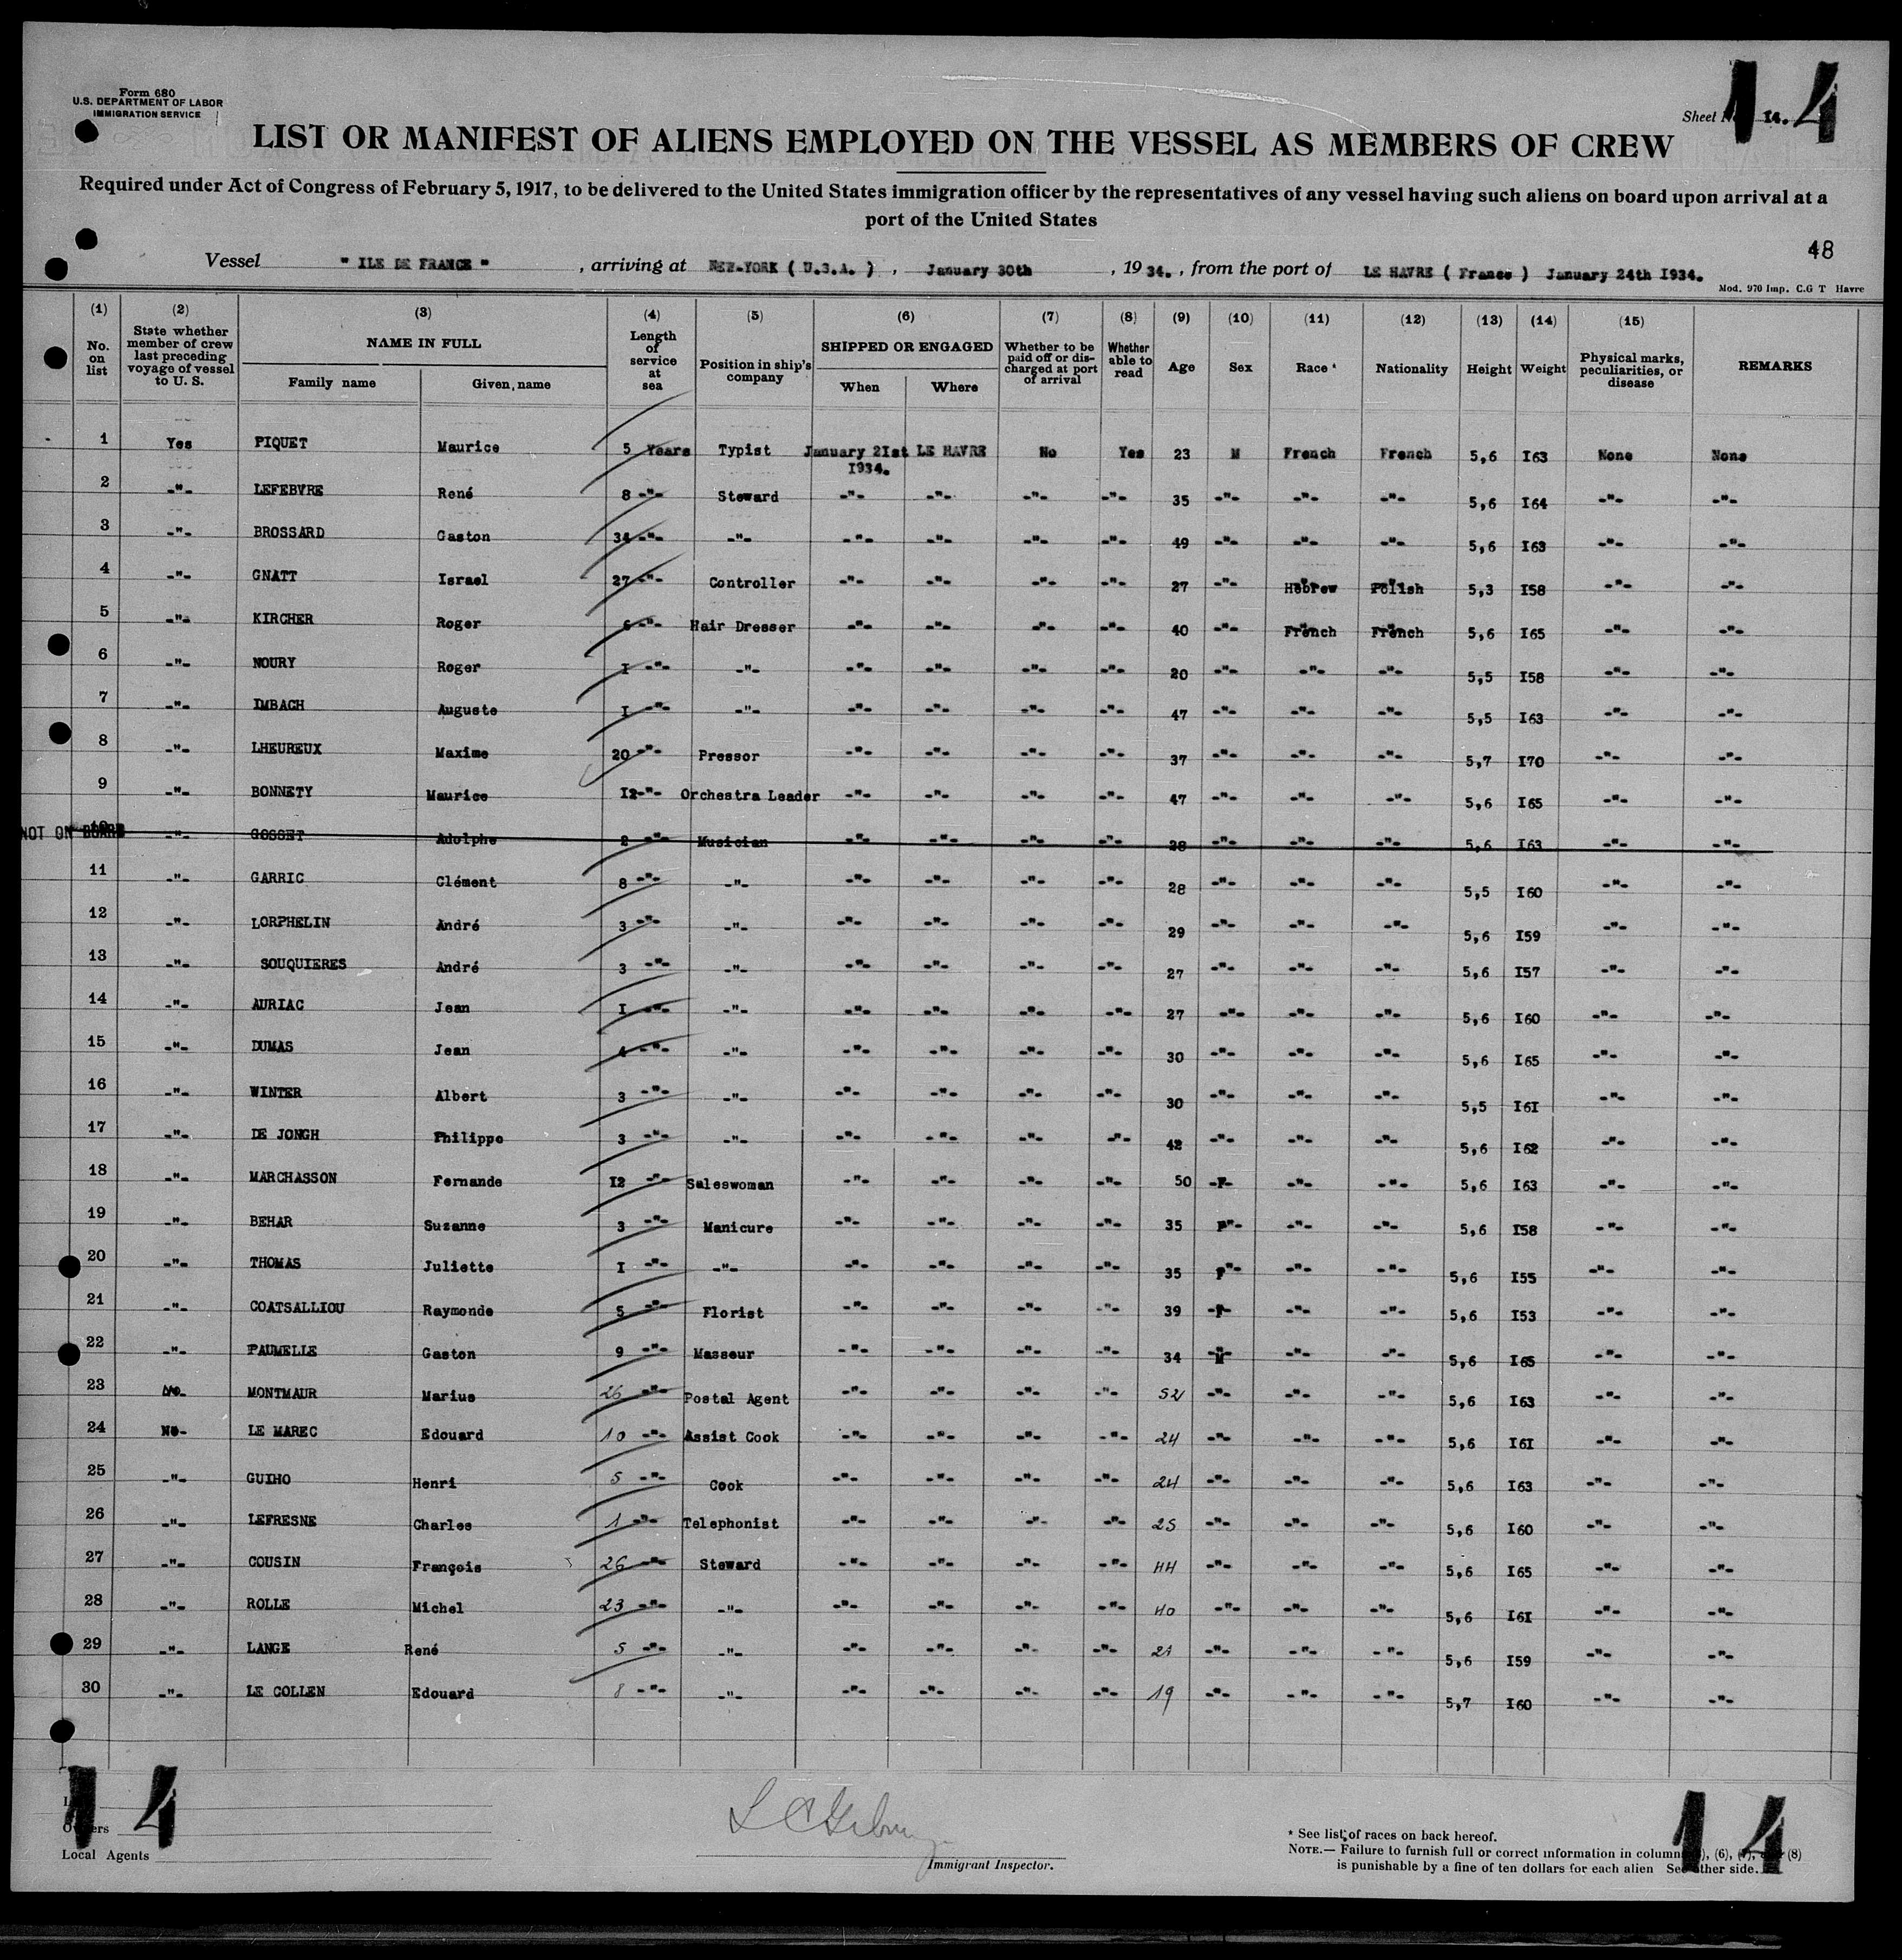 Form 680
U.S. DEPARTMENT OF LABOR
IMMIGRATION SERVICE
Sheet I4. 14
LIST OR MANIFEST OF ALIENS EMPLOYED ON THE VESSEL AS MEMBERS OF CREW
Required under Act of Congress of February 5, 1917, to be delivered to the United States immigration officer by the representatives of any vessel having such aliens on board upon arrival at a
port of the United States
48
Vessel " ILE DE FRANCE " , arriving at NEW-YORK ( U.S.A. ) , January 30th , 19 34. , from the port of LE HAVRE ( France ) January 24th I934.
Mod. 970 Imp. C.G T Havre
(1) (2) (3) (4) (5) (6) (7) (8) (9) (10) (11) (12) (13) (14) (15)
No. on list State whether member of crew last preceding voyage of vessel to U. S. NAME IN FULL Family name Given name Length of service at sea Position in ship's company SHIPPED OR ENGAGED When Where Whether to be paid off or discharged at port of arrival Whether able to read Age Sex Race * Nationality Height Weight Physical marks, peculiarities, or disease REMARKS
1 Yes PIQUET Maurice 5 Years Typist January 2Ist I934. LE HAVRE No Yes 23 M French French 5,6 I63 None None
2 -"- LEFEBVRE René 8 -"- Steward -"- -"- -"- -"- 35 -"- -"- -"- 5,6 I64 -"- -"-
3 -"- BROSSARD Gaston 34 -"- -"- -"- -"- -"- -"- 49 -"- -"- -"- 5,6 I63 -"- -"-
4 -"- GNATT Israel 27 -"- Controller -"- -"- -"- -"- 27 -"- Hebrew Polish 5,3 I58 -"- -"-
5 -"- KIRCHER Roger 6 -"- Hair Dresser -"- -"- -"- -"- 40 -"- French French 5,6 I65 -"- -"-
6 -"- NOURY Roger I -"- -"- -"- -"- -"- -"- 20 -"- -"- -"- 5,5 I58 -"- -"-
7 -"- IMBACH Auguste I -"- -"- -"- -"- -"- -"- 47 -"- -"- -"- 5,5 I63 -"- -"-
8 -"- LHEUREUX Maxime 20 -"- Pressor -"- -"- -"- -"- 37 -"- -"- -"- 5,7 I70 -"- -"-
9 -"- BONNETY Maurice I2 -"- Orchestra Leader -"- -"- -"- -"- 47 -"- -"- -"- 5,6 I65 -"- -"-
NOT ON BOARD 10 -"- GOSSET Adolphe 2 -"- Musician -"- -"- -"- -"- 28 -"- -"- -"- 5,6 I63 -"- -"-
11 -"- GARRIC Clément 8 -"- -"- -"- -"- -"- -"- 28 -"- -"- -"- 5,5 I60 -"- -"-
12 -"- LORPHELIN André 3 -"- -"- -"- -"- -"- -"- 29 -"- -"- -"- 5,6 I59 -"- -"-
13 -"- SOUQUIERES André 3 -"- -"- -"- -"- -"- -"- 27 -"- -"- -"- 5,6 I57 -"- -"-
14 -"- AURIAC Jean I -"- -"- -"- -"- -"- -"- 27 -"- -"- -"- 5,6 I60 -"- -"-
15 -"- DUMAS Jean 4 -"- -"- -"- -"- -"- -"- 30 -"- -"- -"- 5,6 I65 -"- -"-
16 -"- WINTER Albert 3 -"- -"- -"- -"- -"- -"- 30 -"- -"- -"- 5,5 I6I -"- -"-
17 -"- DE JONGH Philippe 3 -"- -"- -"- -"- -"- -"- 42 -"- -"- -"- 5,6 I62 -"- -"-
18 -"- MARCHASSON Fernande I2 -"- Saleswoman -"- -"- -"- -"- 50 -F- -"- -"- 5,6 I63 -"- -"-
19 -"- BEHAR Suzanne 3 -"- Manicure -"- -"- -"- -"- 35 F -"- -"- 5,6 I58 -"- -"-
20 -"- THOMAS Juliette I -"- -"- -"- -"- -"- -"- 35 F -"- -"- 5,6 I55 -"- -"-
21 -"- COATSALLIOU Raymonde 5 -"- Florist -"- -"- -"- -"- 39 -F- -"- -"- 5,6 I53 -"- -"-
22 -"- PAUMELLE Gaston 9 -"- Masseur -"- -"- -"- -"- 34 M -"- -"- 5,6 I65 -"- -"-
23 No. MONTMAUR Marius 26 -"- Postal Agent -"- -"- -"- -"- 52 -"- -"- -"- 5,6 I63 -"- -"-
24 No- LE MAREC Edouard 10 -"- Assist Cook -"- -"- -"- -"- 24 -"- -"- -"- 5,6 I6I -"- -"-
25 -"- GUIHO Henri 5 -"- Cook -"- -"- -"- -"- 24 -"- -"- -"- 5,6 I63 -"- -"-
26 -"- LEFRESNE Charles 1 -"- Telephonist -"- -"- -"- -"- 25 -"- -"- -"- 5,6 I60 -"- -"-
27 -"- COUSIN François 26 -"- Steward -"- -"- -"- -"- 44 -"- -"- -"- 5,6 I65 -"- -"-
28 -"- ROLLE Michel 23 -"- -"- -"- -"- -"- -"- 40 -"- -"- -"- 5,6 I6I -"- -"-
29 -"- LANGE René 5 -"- -"- -"- -"- -"- -"- 21 -"- -"- -"- 5,6 I59 -"- -"-
30 -"- LE COLLEN Edouard 8 -"- -"- -"- -"- -"- -"- 19 -"- -"- -"- 5,7 I60 -"- -"-
14 14
Local Agents
Immigrant Inspector.
* See list of races on back hereof.
NOTE.— Failure to furnish full or correct information in column (6), (8)
is punishable by a fine of ten dollars for each alien See other side.